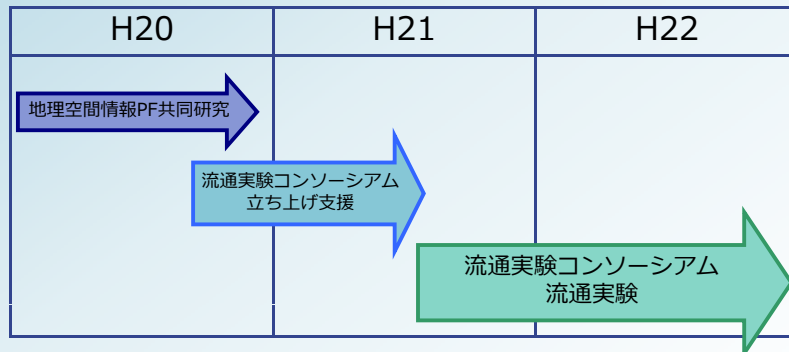 H20
H21
H22
地理空間情報PF共同研究
流通実験コンソーシアム
立ち上げ支援
流通実験コンソーシアム
流通実験